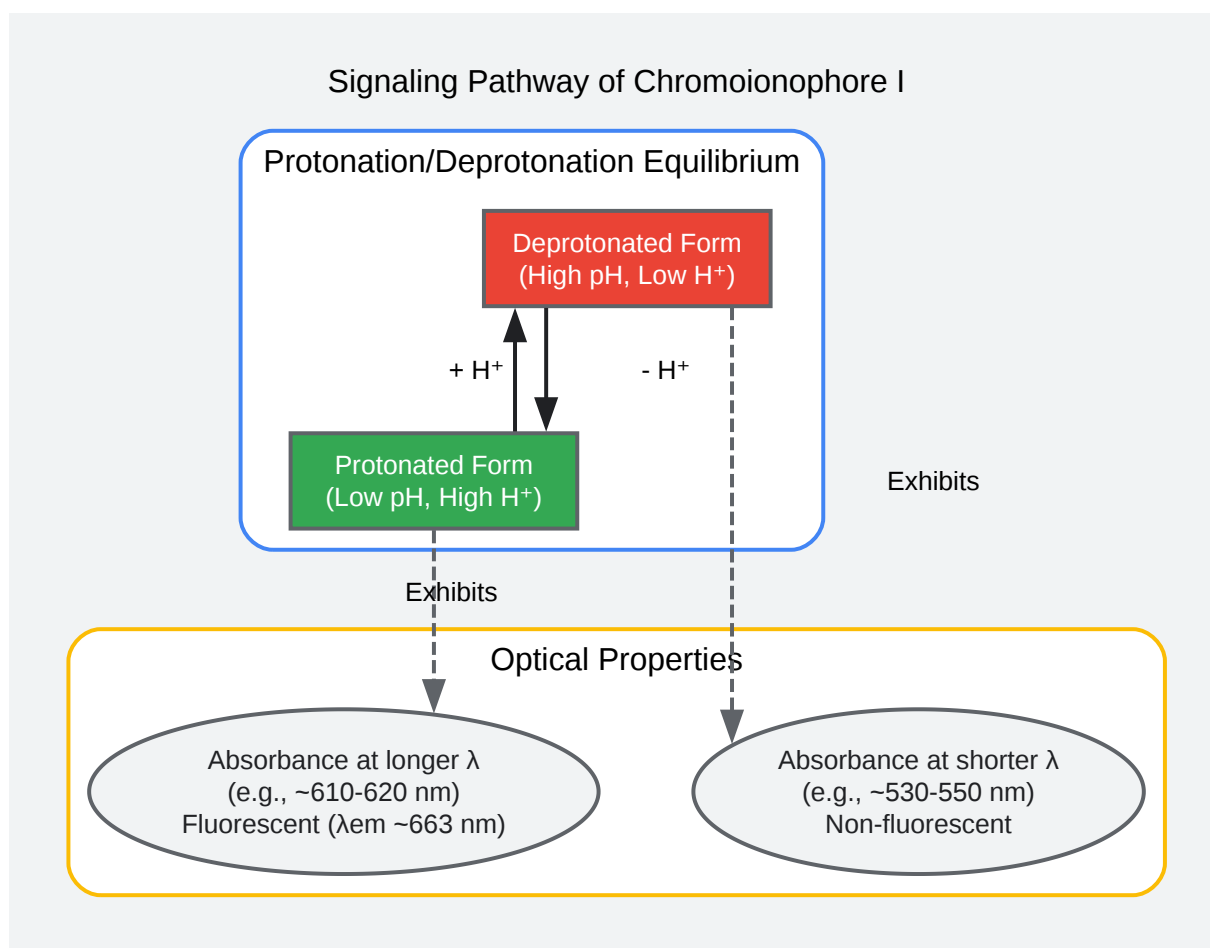 Signaling Pathway of Chromoionophore I
Protonation/Deprotonation Equilibrium
Deprotonated Form
(High pH, Low H⁺)
+ H⁺
- H⁺
Protonated Form
(Low pH, High H⁺)
Exhibits
Exhibits
Optical Properties
Absorbance at longer λ
(e.g., ~610-620 nm)
Fluorescent (λem ~663 nm)
Absorbance at shorter λ
(e.g., ~530-550 nm)
Non-fluorescent